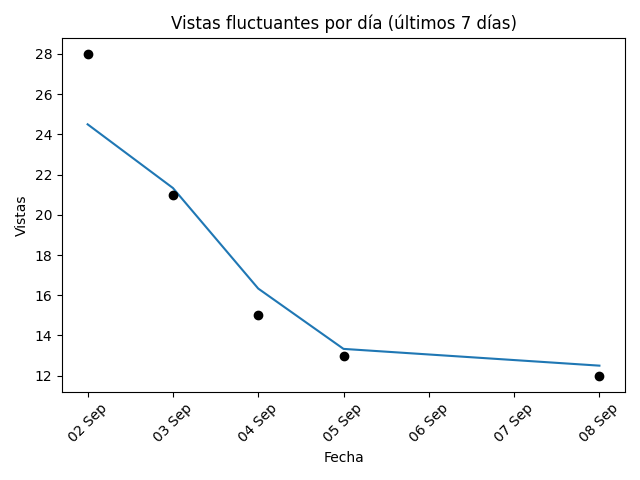 Vistas fluctuantes por día (últimos 7 días)
Vistas
28
26
24
22
20
18
16
14
12
02 Sep
03 Sep
04 Sep
05 Sep
06 Sep
07 Sep
08 Sep
Fecha